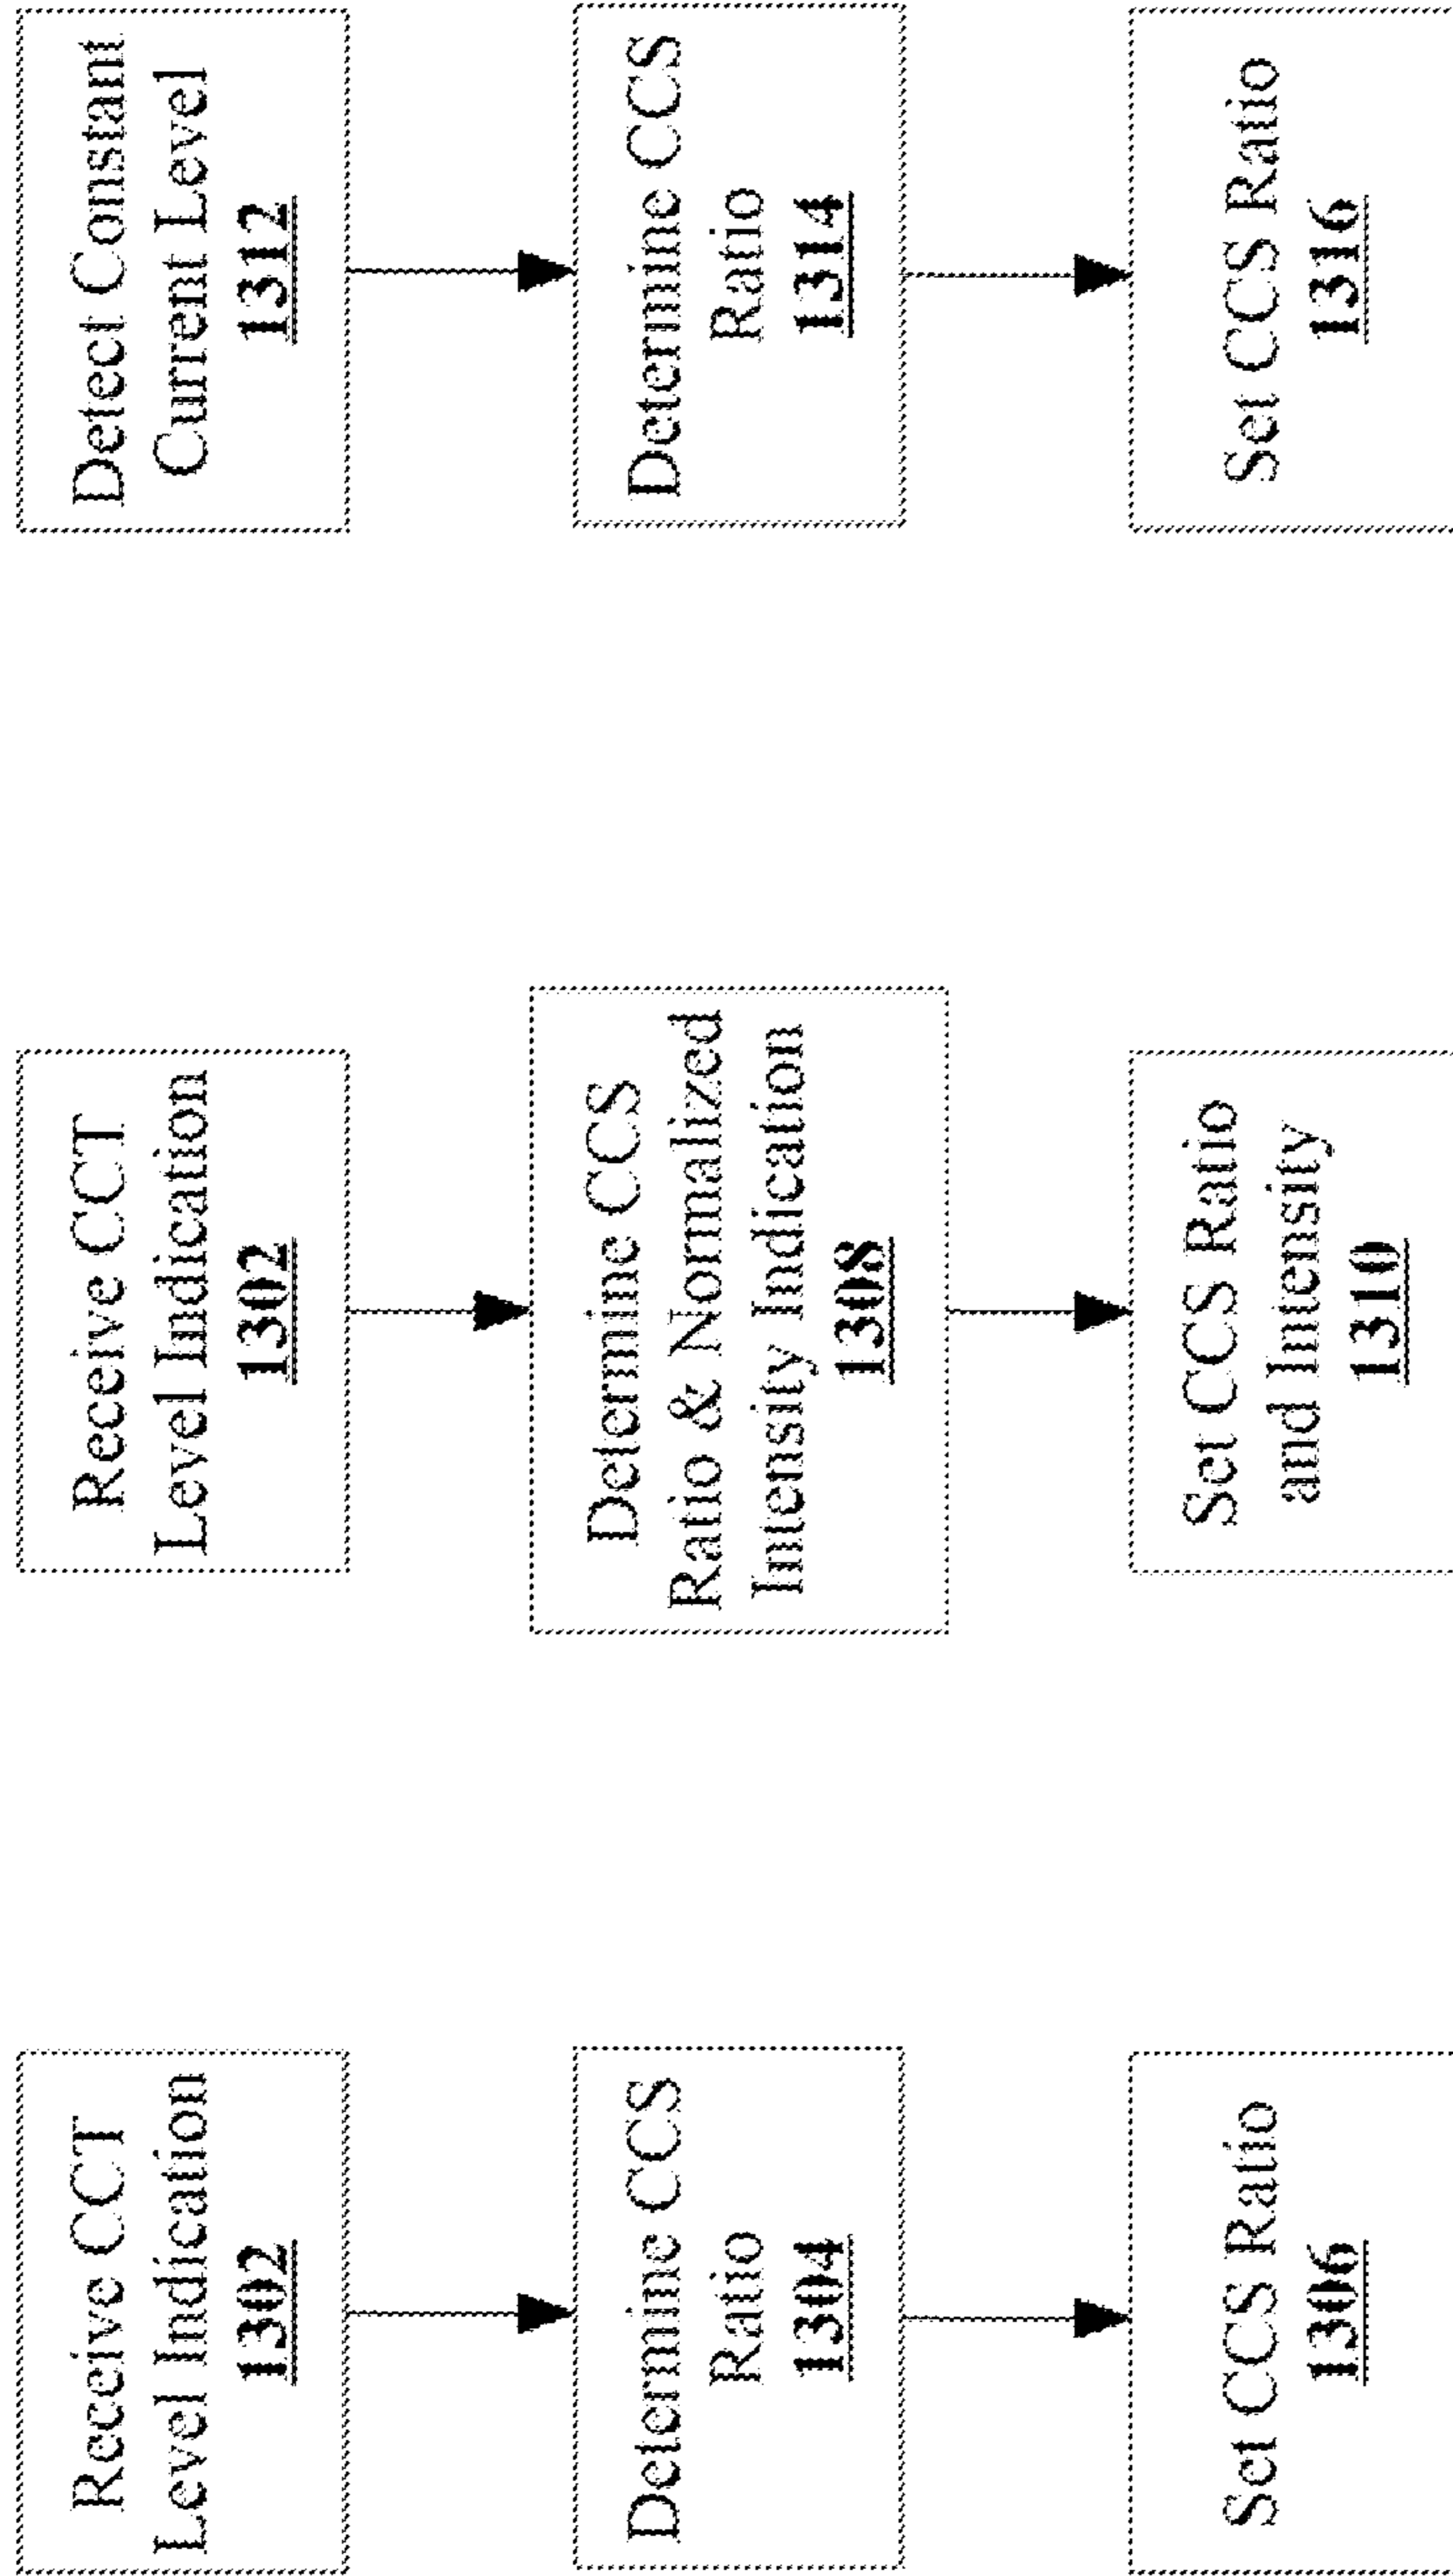 Receive CCT
Level Indication
1302
Determine CCS
Ratio
1304
Set CCS Ratio
1306
Receive CCT
Level Indication
1302
Determine CCS
Ratio & Normalized
Intensity Indication
1308
Set CCS Ratio
and Intensity
1310
Detect Constant
Current Level
1312
Determine CCS
Ratio
1314
Set CCS Ratio
1316